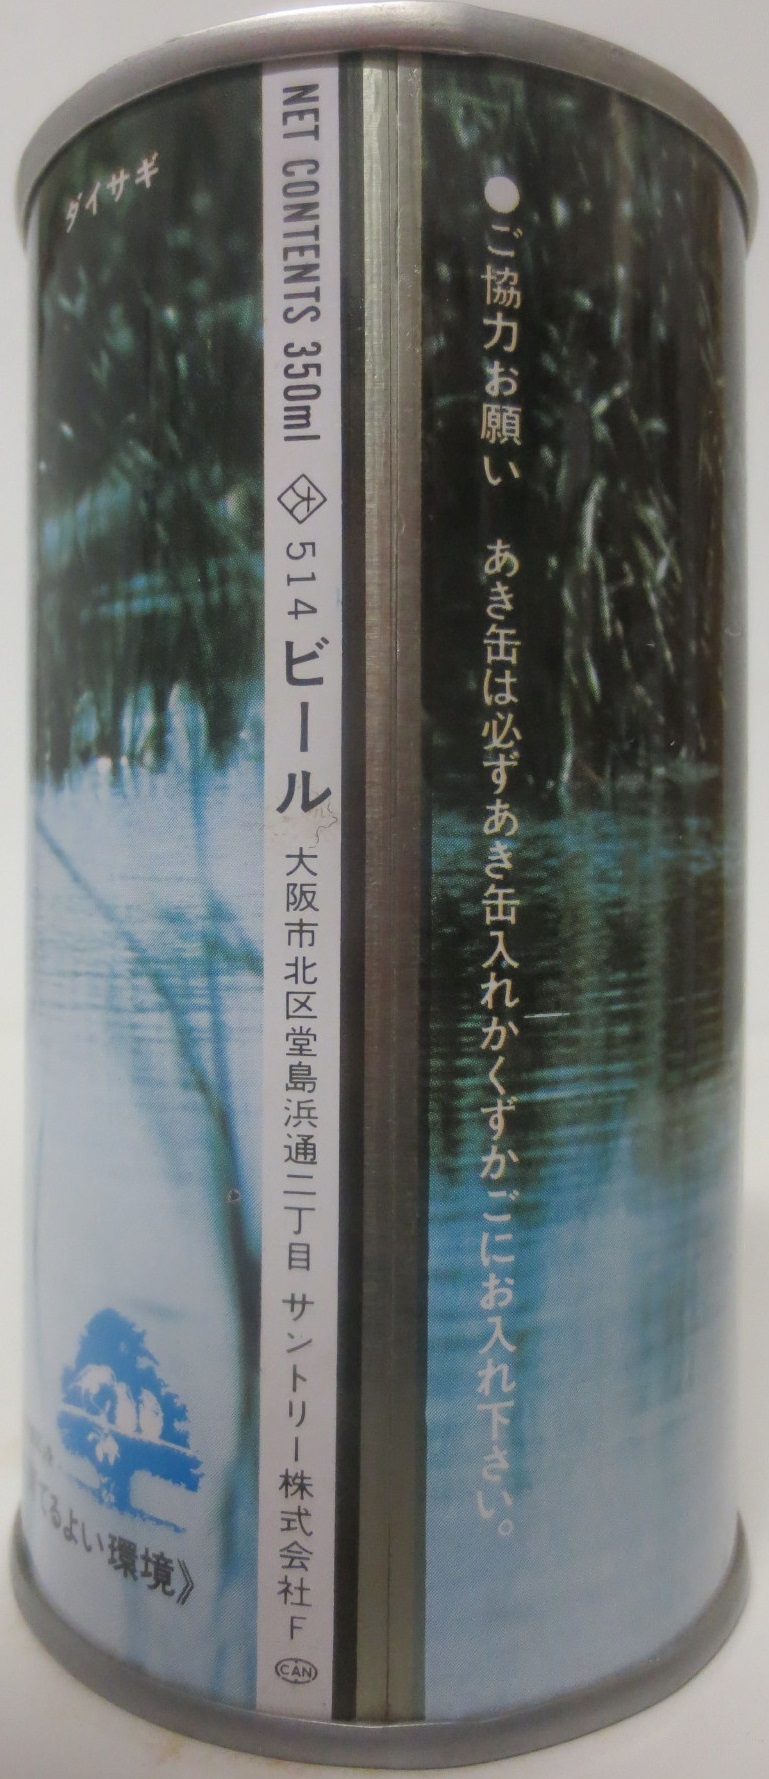 ●ご協力お願い あき缶は必ずあき缶入れかくずかごにお入れ下さい。
NET CONTENTS 350ml 大 514 ビール 大阪市北区堂島浜通二丁目 サントリー株式会社 F CAN
ダイサギ
てるよい環境》